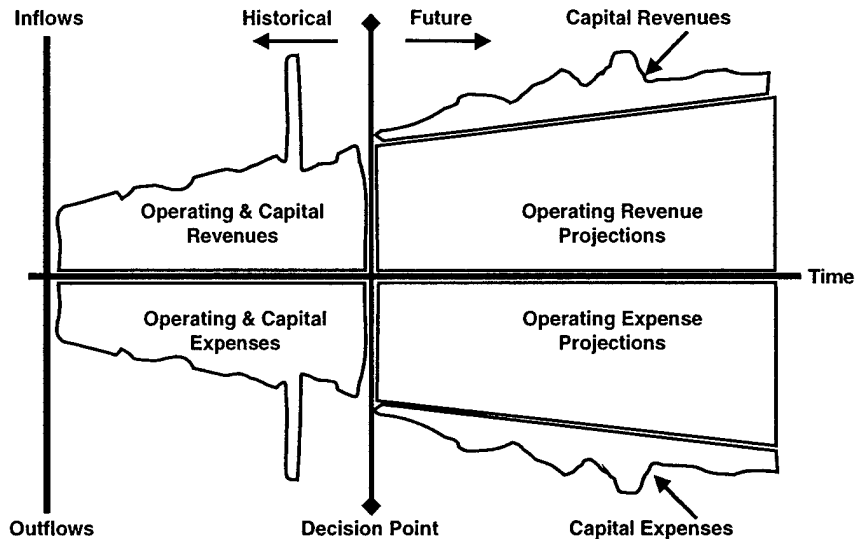 Inflows
Historical
Future
Capital Revenues
Operating & Capital
Revenues
Operating Revenue
Projections
Time
Operating & Capital
Expenses
Operating Expense
Projections
Outflows
Decision Point
Capital Expenses